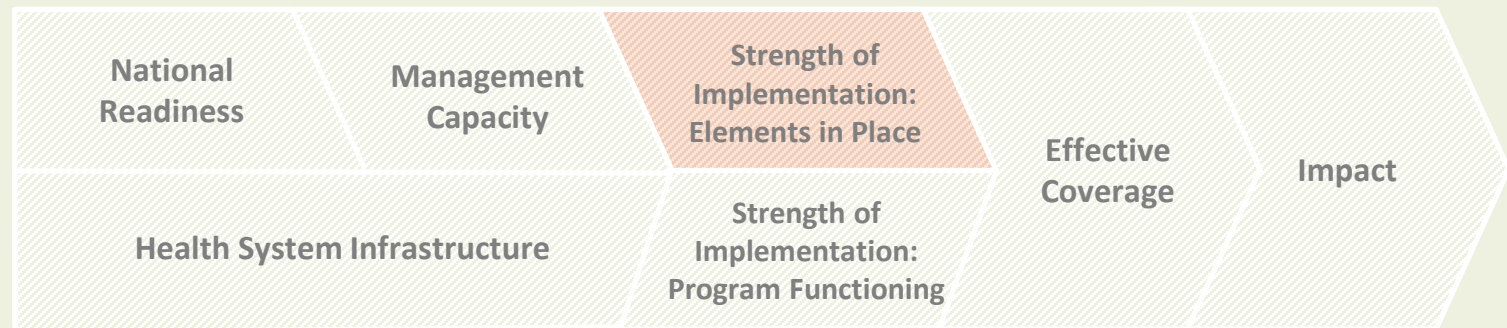 National
Readiness
Management
Capacity
Strength of
Implementation:
Elements in Place
Health System Infrastructure
Strength of
Implementation:
Program Functioning
Effective
Coverage
Impact